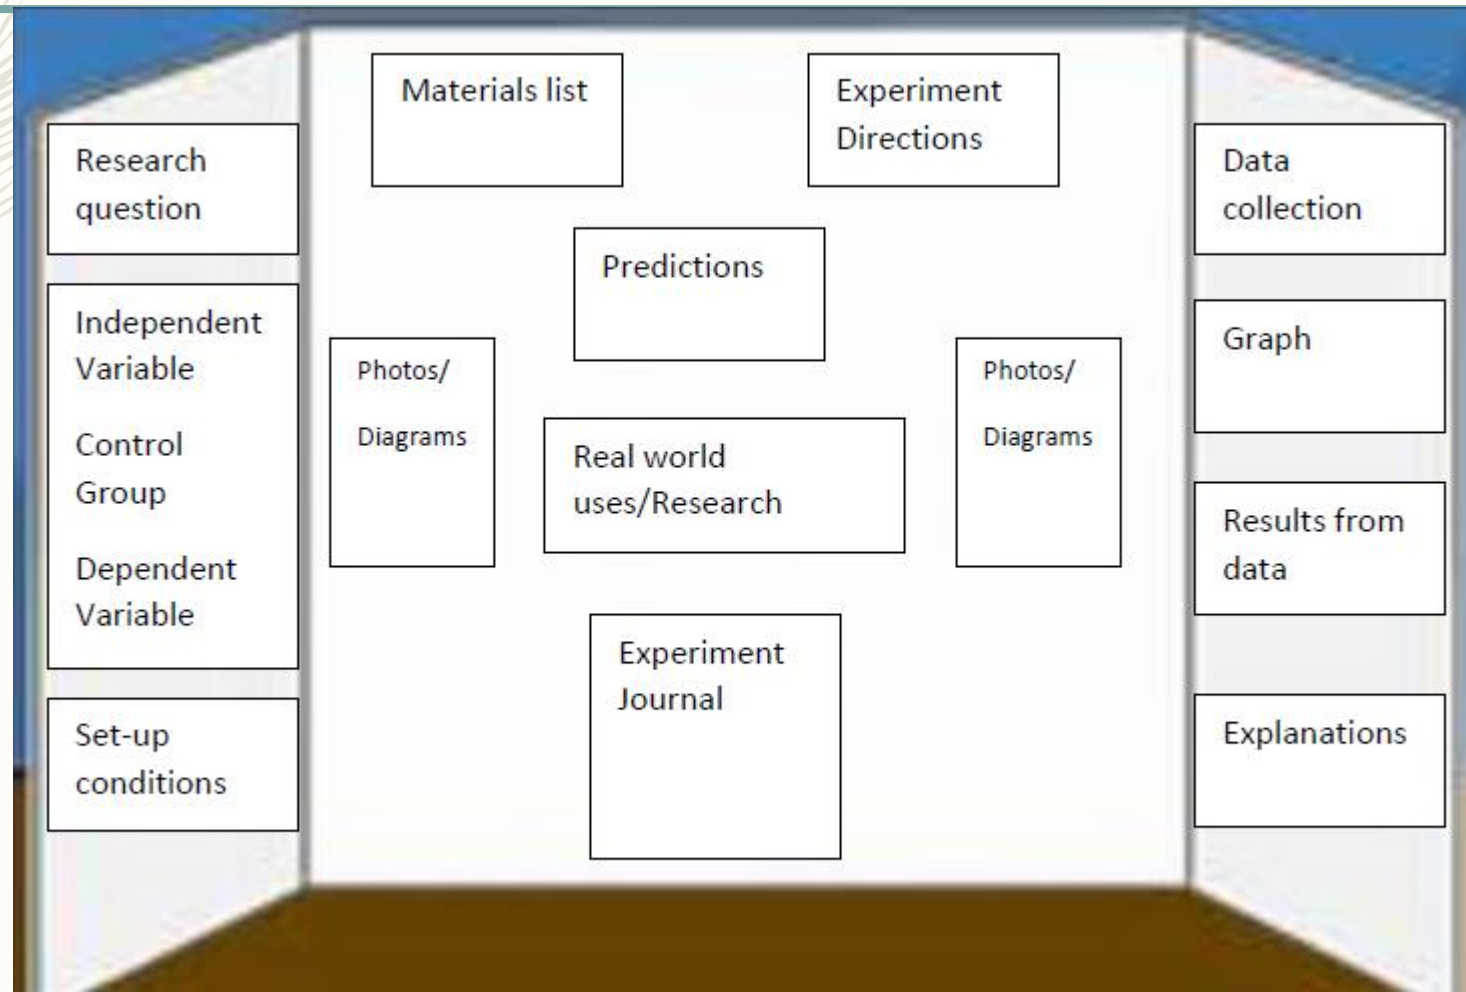 Research
question
Independent
Variable
Control
Group
Dependent
Variable
Set-up
conditions
Materials list
Experiment
Directions
Predictions
Photos/
Diagrams
Real world
uses/Research
Photos/
Diagrams
Experiment
Journal
Data
collection
Graph
Results from
data
Explanations